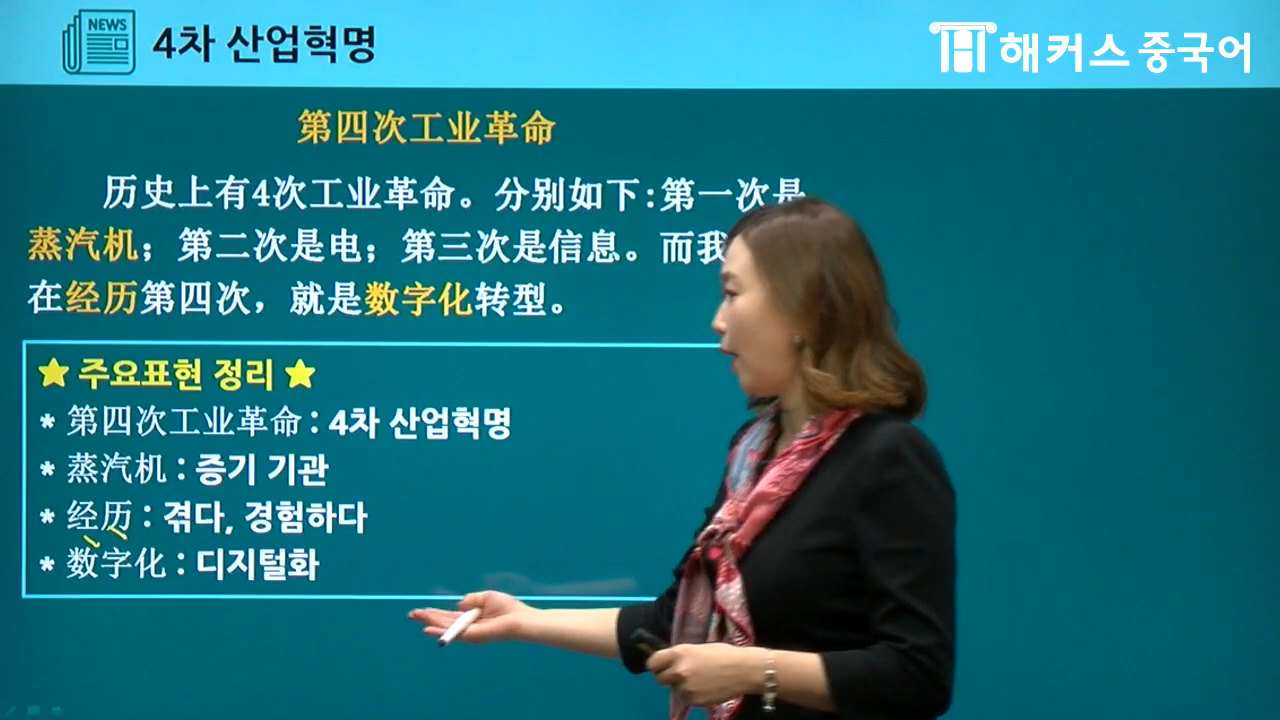 NEWS
4차 산업혁명
해커스 중국어
第四次工业革命
历史上有4次工业革命。分别如下:第一次是
蒸汽机；第二次是电；第三次是信息。而我
在经历第四次，就是数字化转型。
★ 주요표현 정리 ★
* 第四次工业革命 : 4차 산업혁명
* 蒸汽机 : 증기 기관
* 经历 : 겪다, 경험하다
* 数字化 : 디지털화